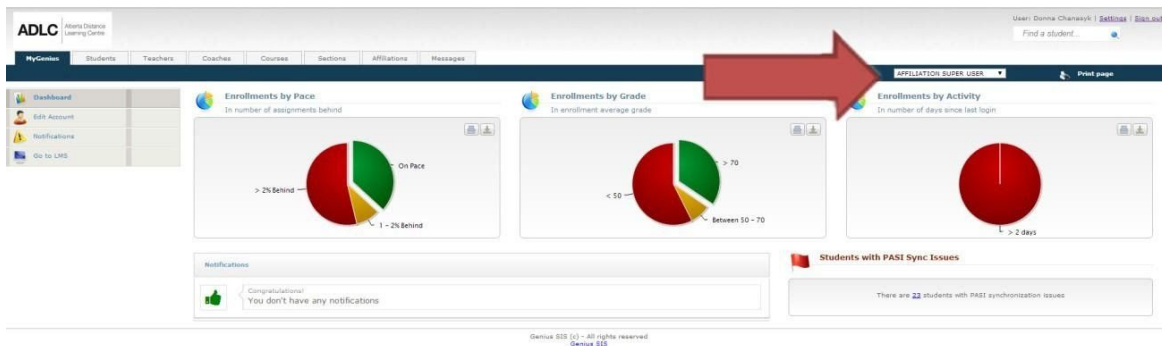 User: Donna Chanasyk | Settings | Sign out
ADLC Alberta Distance Learning Centre
Find a student...
MyGenius Students Teachers Coaches Courses Sections Affiliations Messages
AFFILIATION SUPER USER Print page
Dashboard
Edit Account
Notifications
Go to LMS
Enrollments by Pace
In number of assignments behind
On Pace
> 2% Behind
1 - 2% Behind
Enrollments by Grade
In enrollment average grade
> 70
< 50
Between 50 - 70
Enrollments by Activity
In number of days since last login
> 2 days
Notifications
Congratulations!
You don't have any notifications
Students with PASI Sync Issues
There are 23 students with PASI synchronization issues
Genius SIS (c) - All rights reserved
Genius SIS